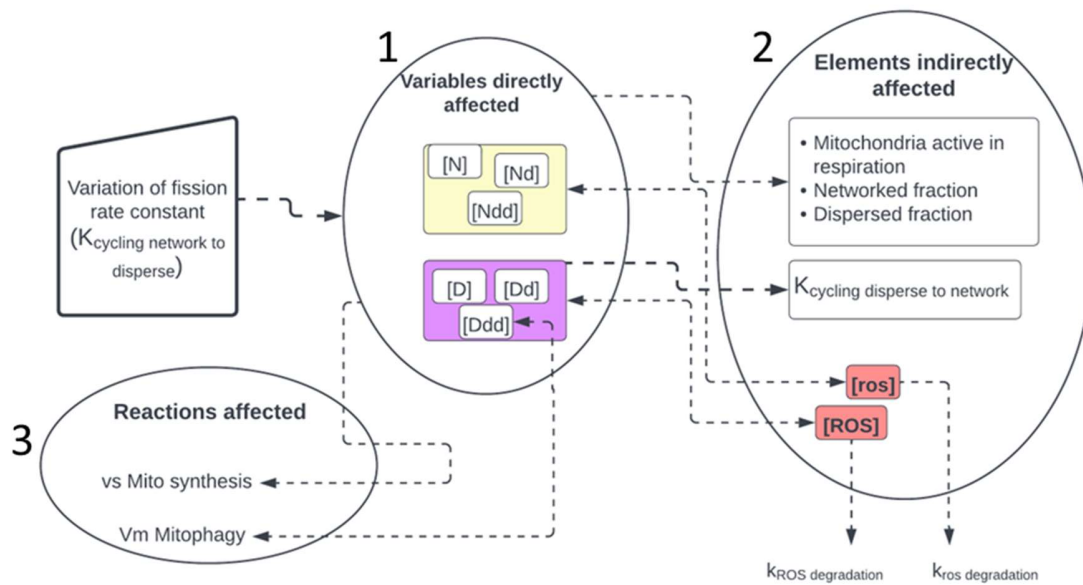 1
Variables directly
affected
[N]
[Nd]
[Ndd]
[D]
[Dd]
[Ddd]
2
Elements indirectly
affected
• Mitochondria active in
respiration
• Networked fraction
• Dispersed fraction
Kcycling disperse to network
[ros]
[ROS]
kROS degradation
kros degradation
Variation of fission
rate constant
(Kcycling network to
disperse)
3
Reactions affected
vs Mito synthesis
Vm Mitophagy